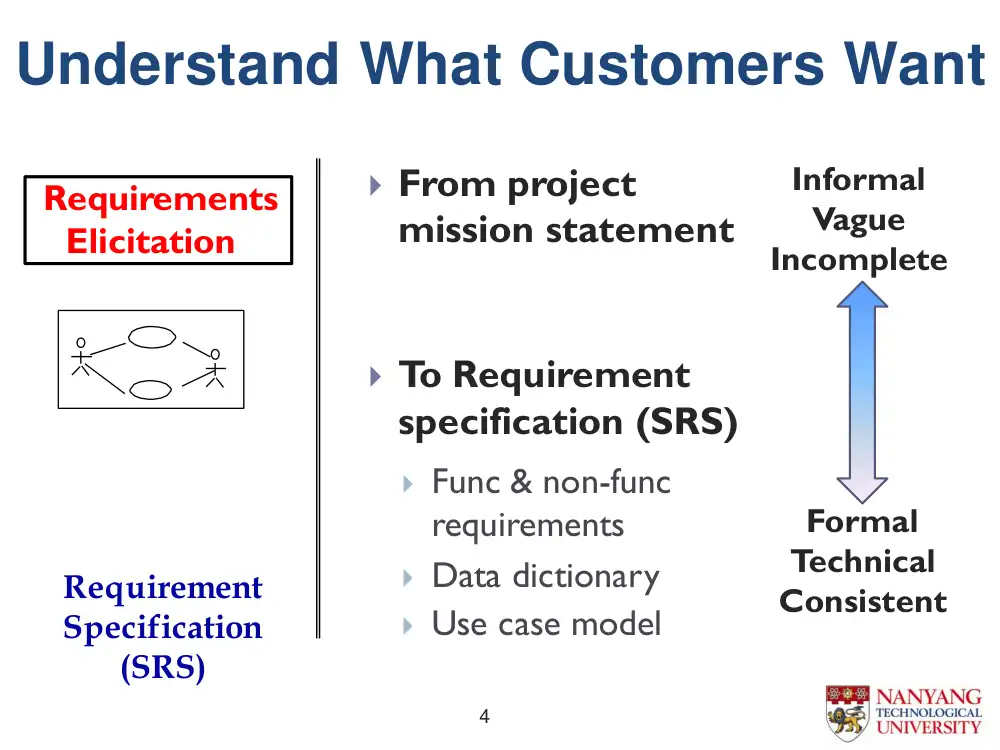 Understand What Customers Want
Requirements
Elicitation
Requirement
Specification
(SRS)
From project
mission statement
To Requirement
specification (SRS)
Func & non-func
requirements
Data dictionary
Use case model
Informal
Vague
Incomplete
Formal
Technical
Consistent
4
NANYANG
TECHNOLOGICAL
UNIVERSITY